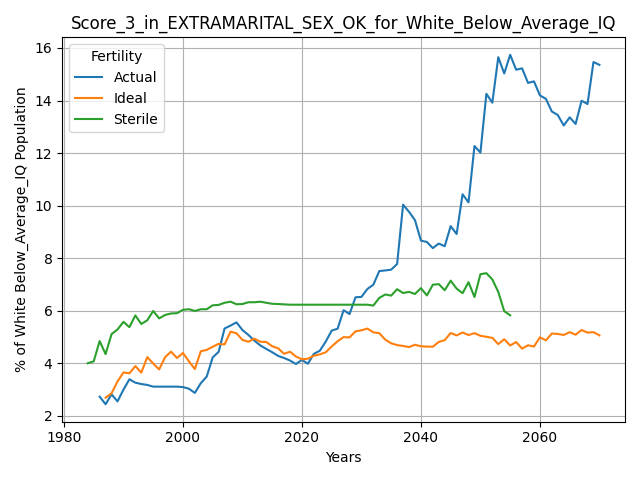 Score_3_in_EXTRAMARITAL_SEX_OK_for_White_Below_Average_IQ
Fertility
Actual
Ideal
Sterile
% of White Below_Average_IQ Population
16
14
12
10
8
6
4
2
1980
2000
2020
2040
2060
Years